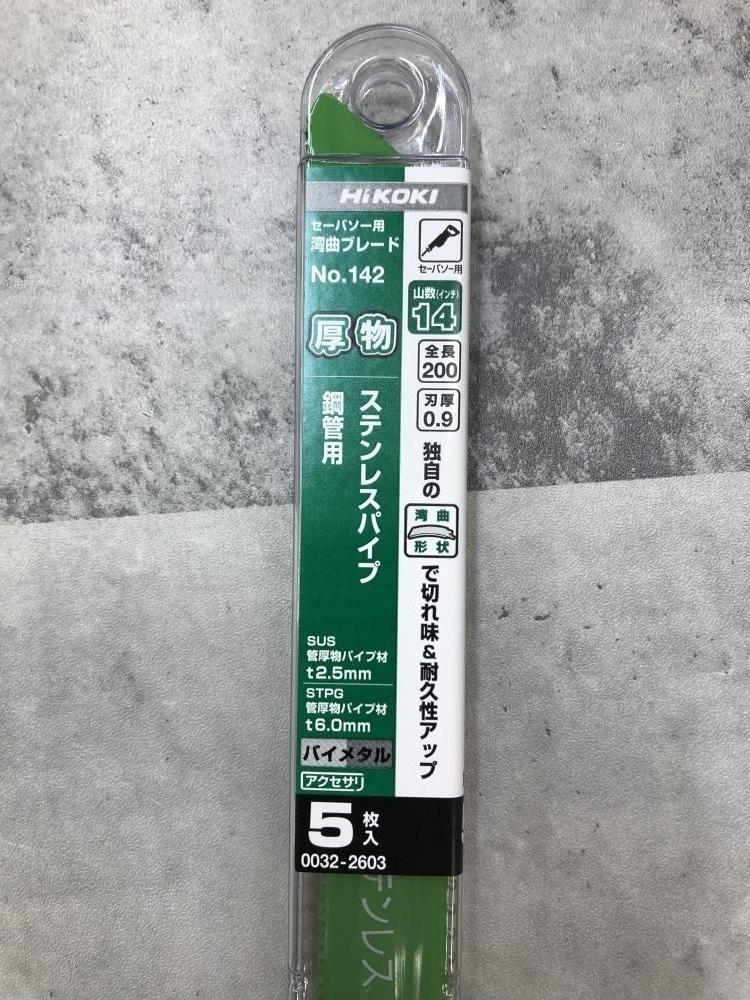 HiKOKI
セーバソー用
湾曲ブレード
No.142
厚物
ステンレスパイプ
鋼管用
SUS
管厚物パイプ材
t2.5mm
STPG
管厚物パイプ材
t6.0mm
バイメタル
アクセサリ
セーバソー用
山数(インチ)
14
全長
200
刃厚
0.9
独自の
湾曲
形状
で切れ味&耐久性アップ
5枚入
0032-2603
テンレス